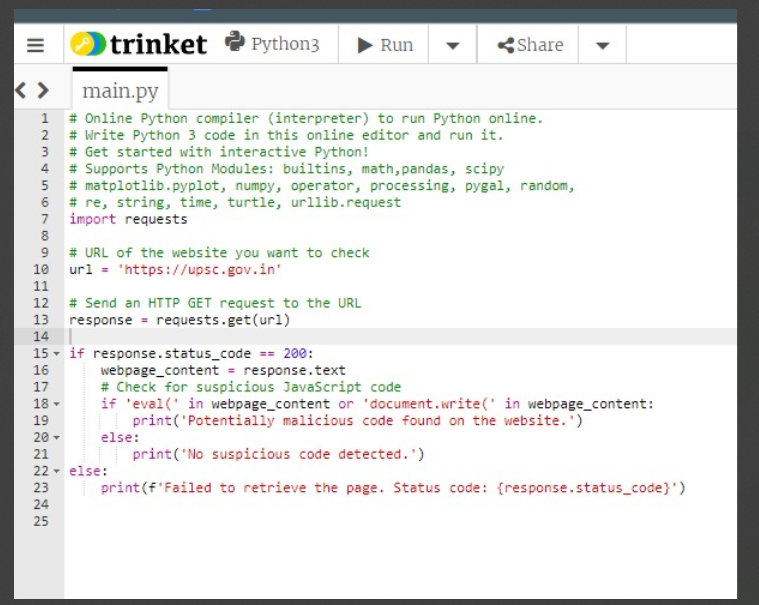 trinket Python3 Run Share
main.py
1 # Online Python compiler (interpreter) to run Python online.
2 # Write Python 3 code in this online editor and run it.
3 # Get started with interactive Python!
4 # Supports Python Modules: builtins, math,pandas, scipy
5 # matplotlib.pyplot, numpy, operator, processing, pygal, random,
6 # re, string, time, turtle, urllib.request
7 import requests
8
9 # URL of the website you want to check
10 url = 'https://upsc.gov.in'
11
12 # Send an HTTP GET request to the URL
13 response = requests.get(url)
14
15 if response.status_code == 200:
16     webpage_content = response.text
17     # Check for suspicious JavaScript code
18     if 'eval(' in webpage_content or 'document.write(' in webpage_content:
19         print('Potentially malicious code found on the website.')
20     else:
21         print('No suspicious code detected.')
22 else:
23     print(f'Failed to retrieve the page. Status code: {response.status_code}')
24
25